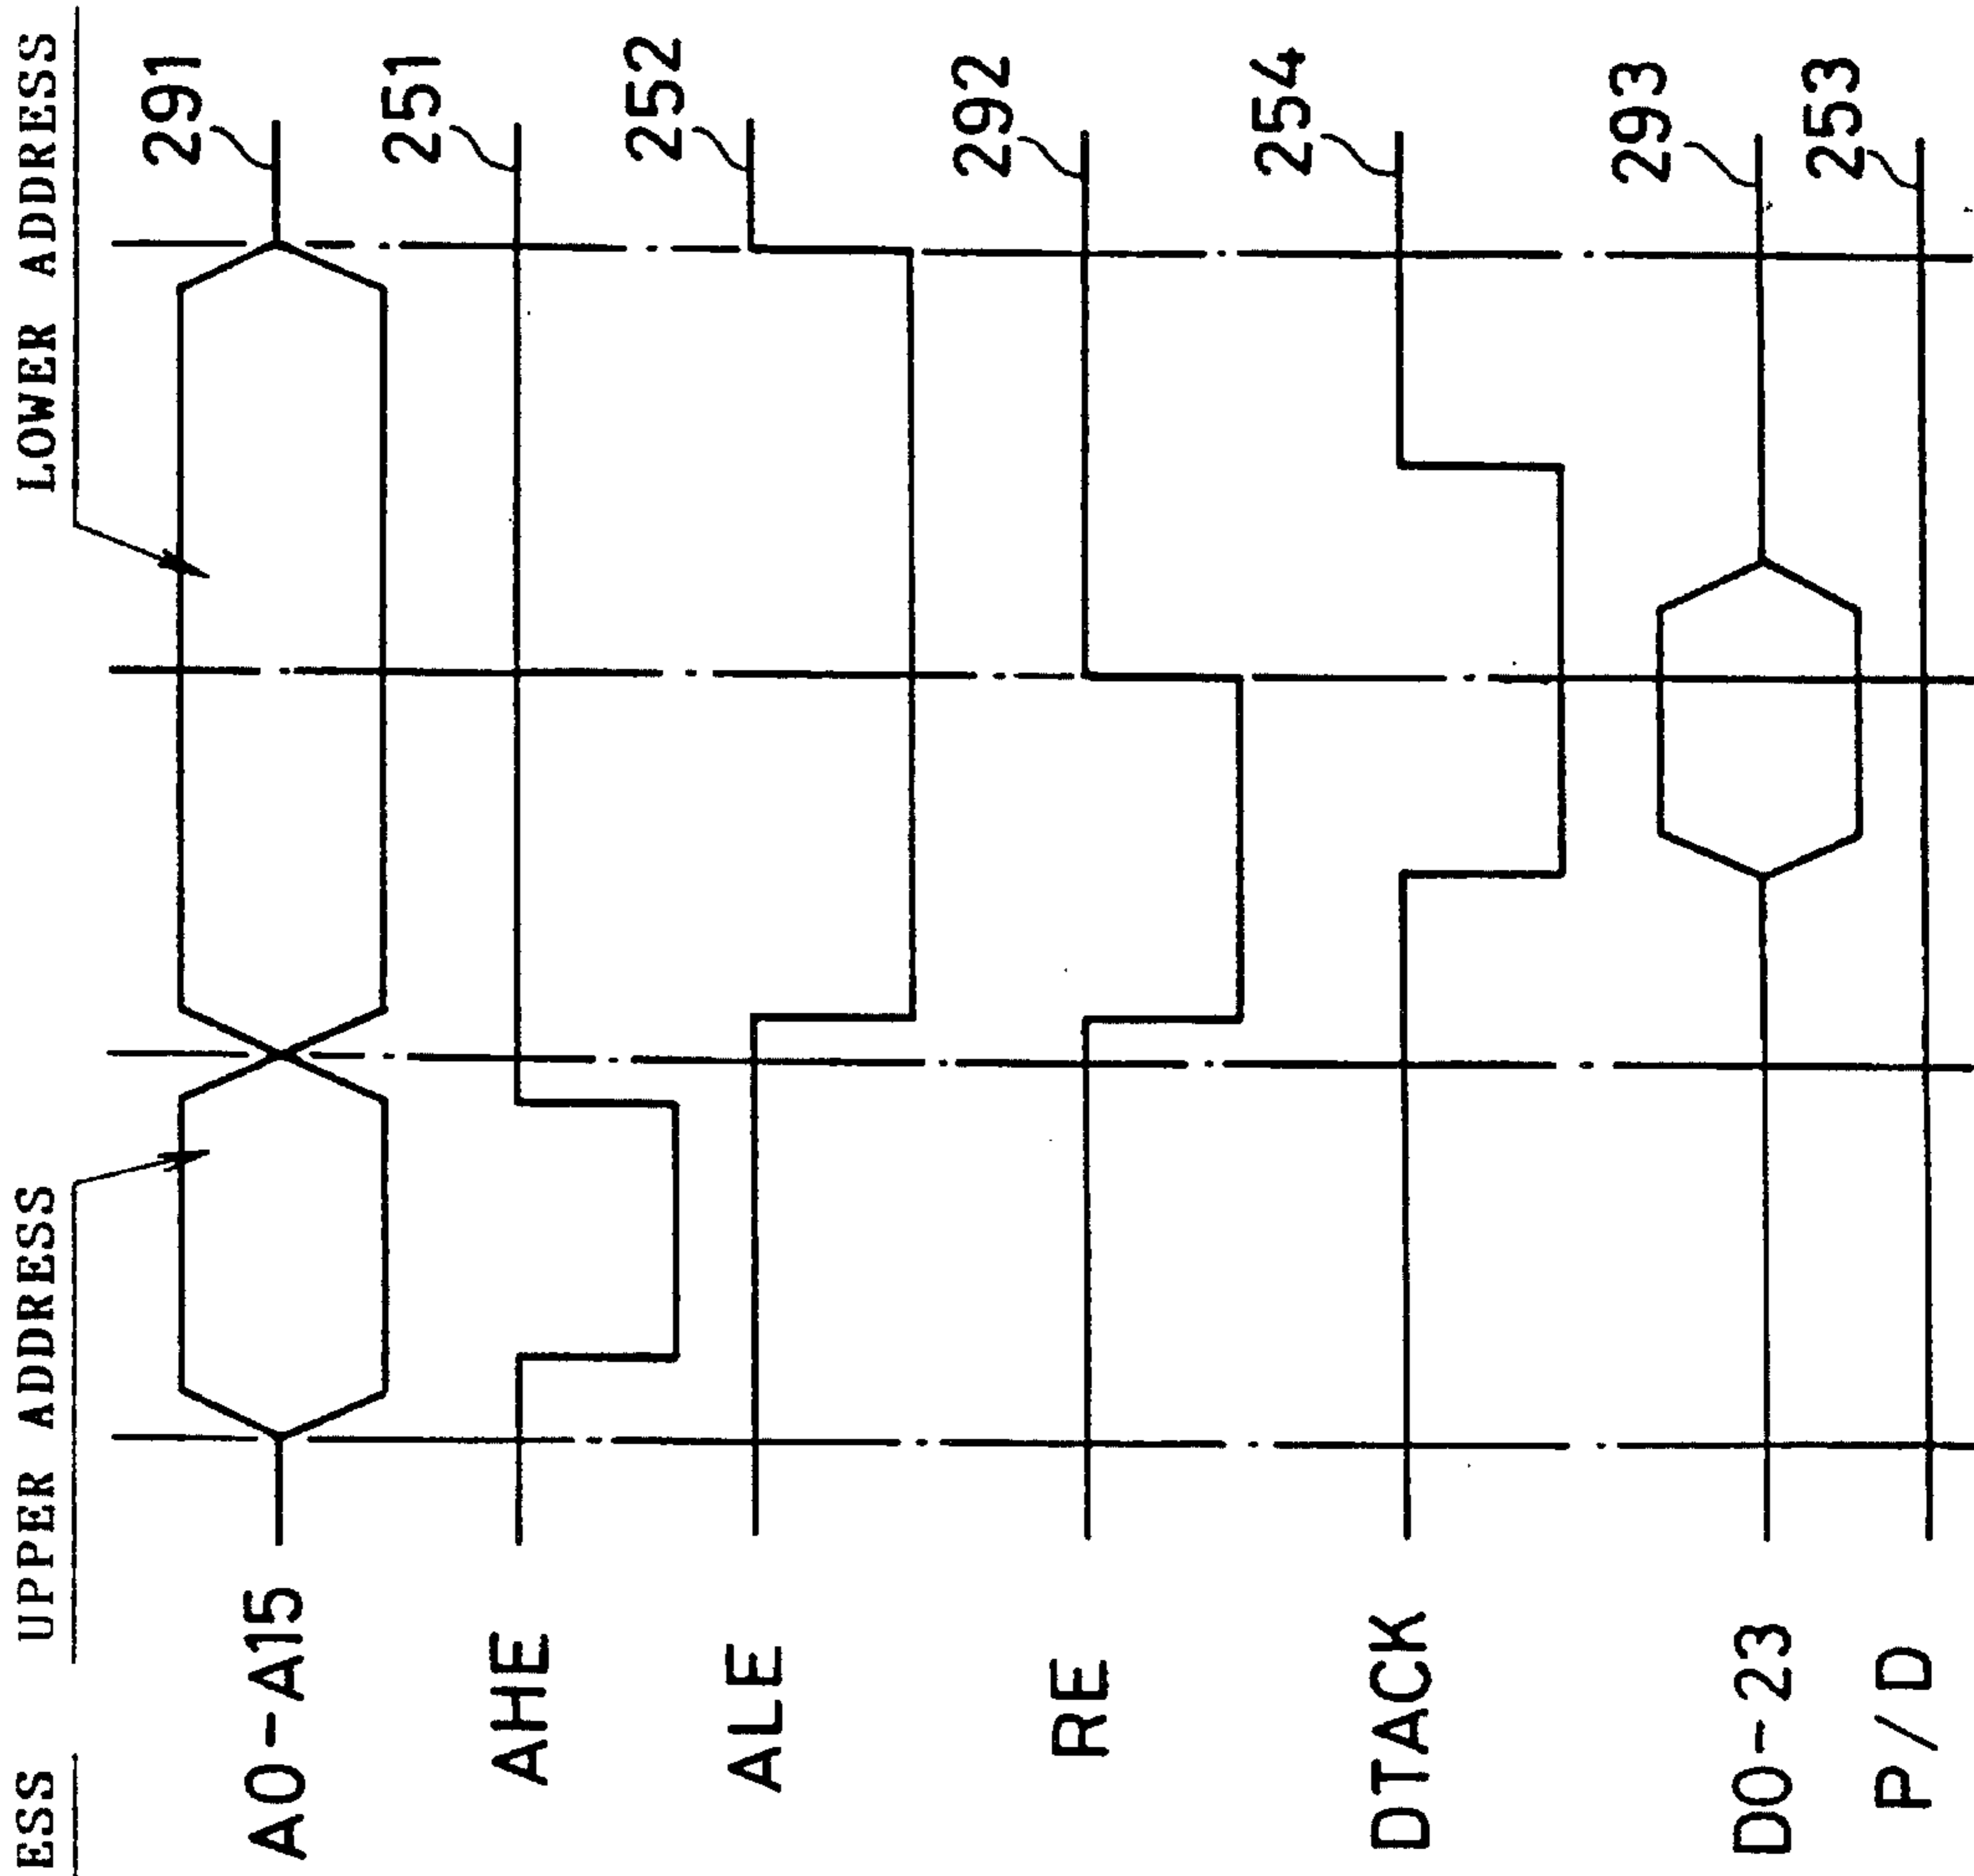 ESS
UPPER ADDRESS
LOWER ADDRESS
A0-A15
291
AHE
251
ALE
252
RE
292
DTACK
254
D0-23
293
P/D
253